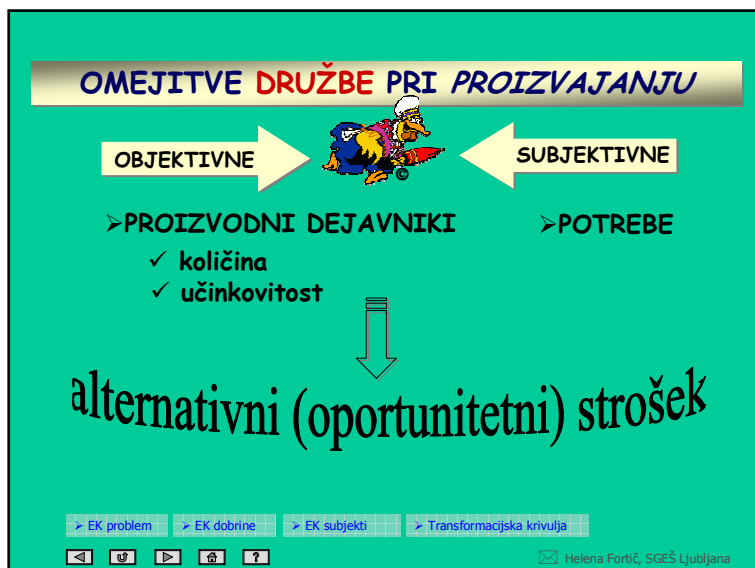 OMEJITVE DRUŽBE PRI PROIZVAJANJU
OBJEKTIVNE
SUBJEKTIVNE
➢PROIZVODNI DEJAVNIKI
✓ količina
✓ učinkovitost
➢POTREBE
alternativni (oportunitetni) strošek
➢ EK problem
➢ EK dobrine
➢ EK subjekti
➢ Transformacijska krivulja
?
Helena Fortič, SGEŠ Ljubljana